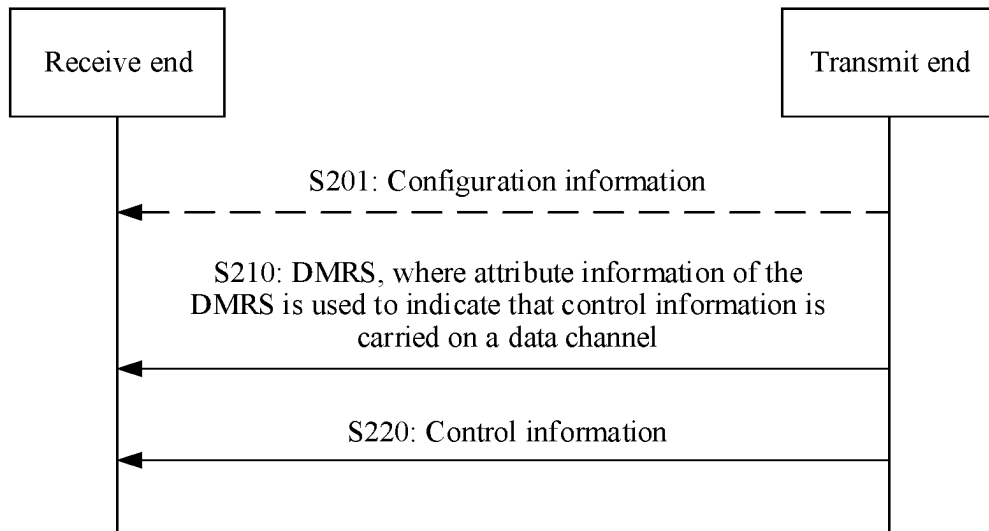 Receive end
Transmit end
S201: Configuration information
S210: DMRS, where attribute information of the
DMRS is used to indicate that control information is
carried on a data channel
S220: Control information